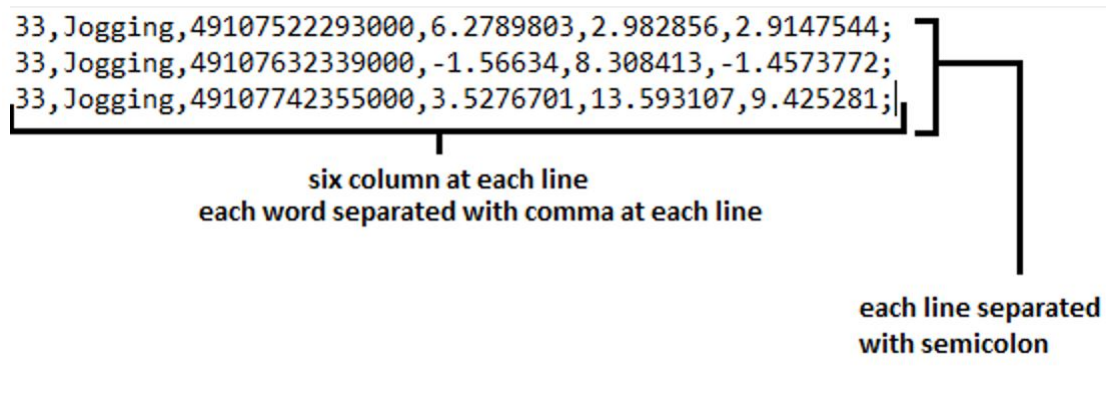 33,Jogging,49107522293000,6.2789803,2.982856,2.9147544;
33,Jogging,49107632339000,-1.56634,8.308413,-1.4573772;
33,Jogging,49107742355000,3.5276701,13.593107,9.425281;
six column at each line
each word separated with comma at each line
each line separated
with semicolon